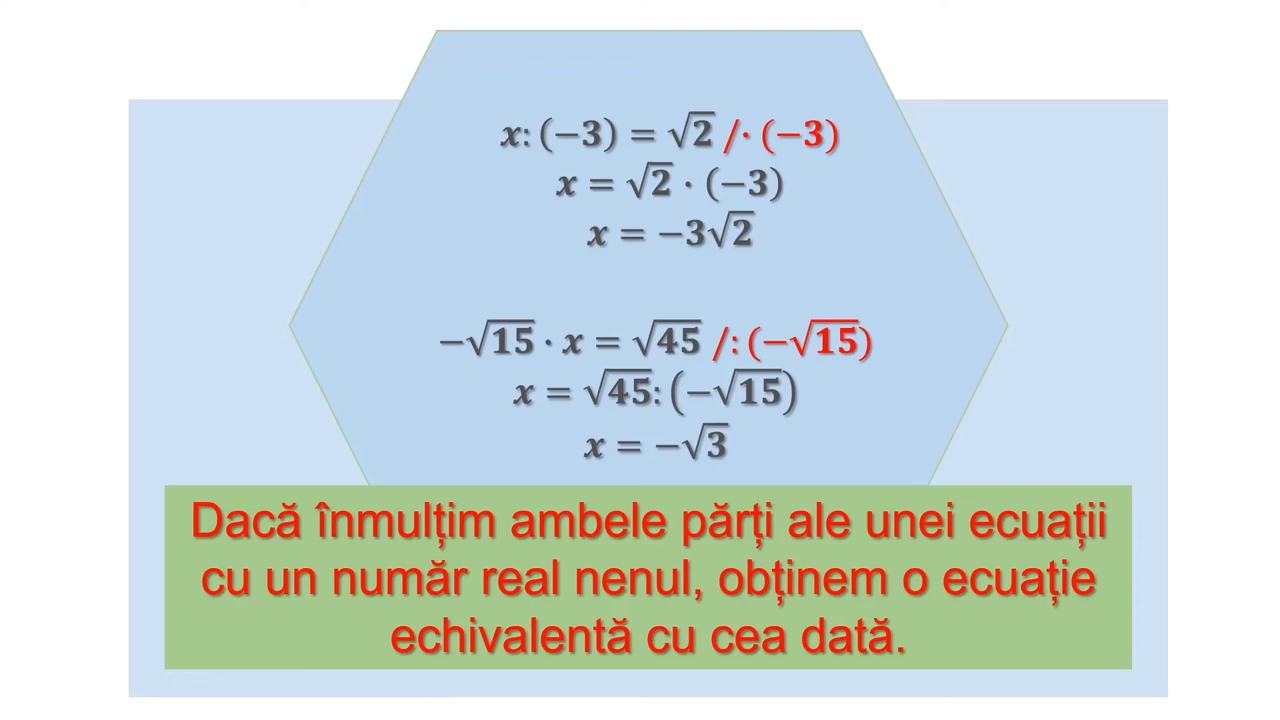 x: (−3) = √2 /· (−3)
x = √2 · (−3)
x = −3√2
−√15 · x = √45 /: (−√15)
x = √45: (−√15)
x = −√3
Dacă înmulțim ambele părți ale unei ecuații
cu un număr real nenul, obținem o ecuație
echivalentă cu cea dată.